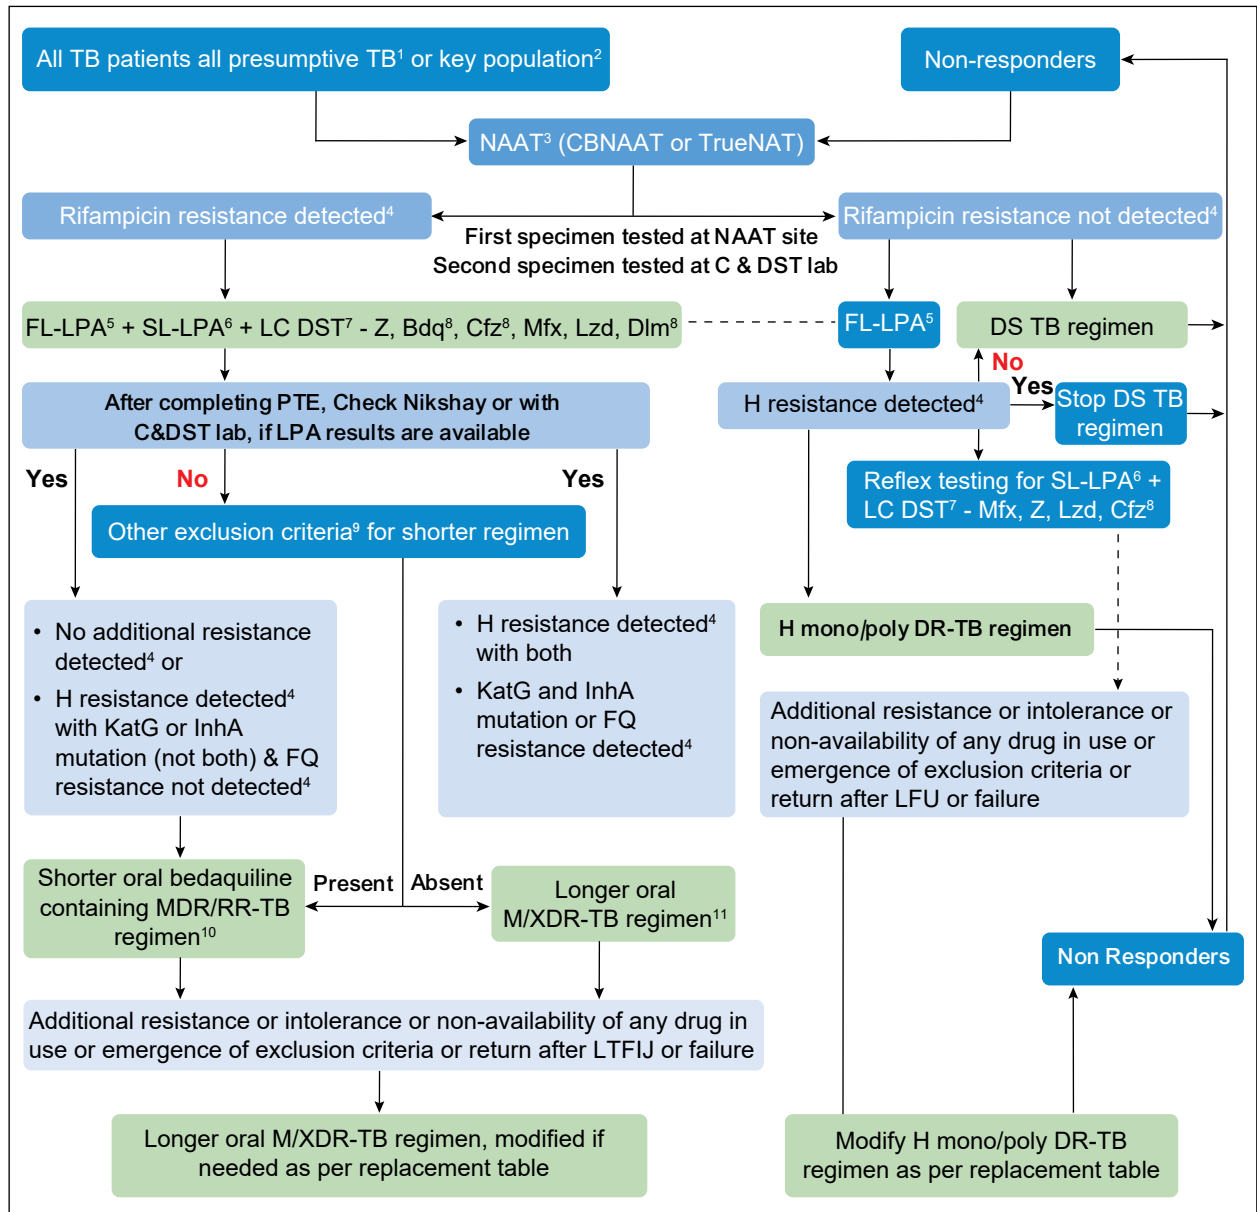 All TB patients all presumptive TB¹ or key population²
Non-responders
NAAT³ (CBNAAT or TrueNAT)
Rifampicin resistance detected⁴
Rifampicin resistance not detected⁴
First specimen tested at NAAT site
Second specimen tested at C & DST lab
FL-LPA⁵ + SL-LPA⁶ + LC DST⁷ - Z, Bdq⁸, Cfz⁸, Mfx, Lzd, Dlm⁸
FL-LPA⁵
DS TB regimen
No
Yes
After completing PTE, Check Nikshay or with
C&DST lab, if LPA results are available
H resistance detected⁴
Stop DS TB
regimen
Yes
No
Yes
Reflex testing for SL-LPA⁶ +
LC DST⁷ - Mfx, Z, Lzd, Cfz⁸
Other exclusion criteria⁹ for shorter regimen
• No additional resistance
detected⁴ or
• H resistance detected⁴
with KatG or InhA
mutation (not both) & FQ
resistance not detected⁴
• H resistance detected⁴
with both
• KatG and InhA
mutation or FQ
resistance detected⁴
H mono/poly DR-TB regimen
Additional resistance or intolerance or
non-availability of any drug in use or
emergence of exclusion criteria or
return after LFU or failure
Shorter oral bedaquiline
containing MDR/RR-TB
regimen¹⁰
Present
Absent
Longer oral
M/XDR-TB regimen¹¹
Non Responders
Additional resistance or intolerance or non-availability of any drug in
use or emergence of exclusion criteria or return after LTFIJ or failure
Longer oral M/XDR-TB regimen, modified if
needed as per replacement table
Modify H mono/poly DR-TB
regimen as per replacement table